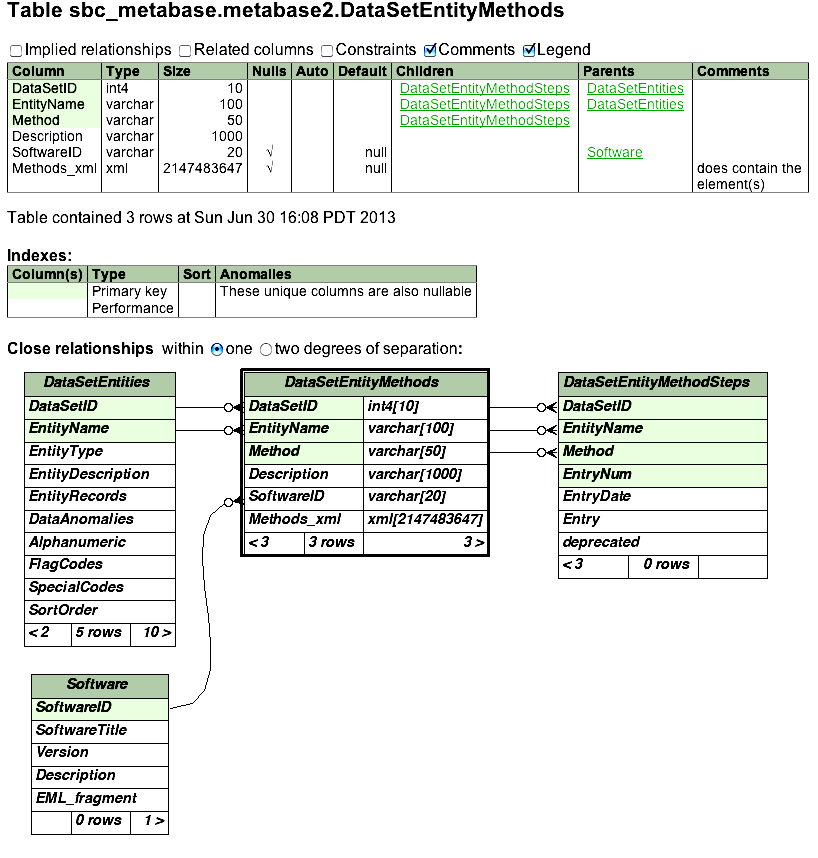 Table sbc_metabase.metabase2.DataSetEntityMethods
Implied relationships Related columns Constraints Comments Legend
Column Type Size Nulls Auto Default Children Parents Comments
DataSetID int4 10 DataSetEntityMethodSteps DataSetEntities
EntityName varchar 100 DataSetEntityMethodSteps DataSetEntities
Method varchar 50 DataSetEntityMethodSteps
Description varchar 1000
SoftwareID varchar 20 √ null Software
Methods_xml xml 2147483647 √ null does contain the
element(s)
Table contained 3 rows at Sun Jun 30 16:08 PDT 2013
Indexes:
Column(s) Type Sort Anomalies
Primary key These unique columns are also nullable
Performance
Close relationships within one two degrees of separation:
DataSetEntities
DataSetID
EntityName
EntityType
EntityDescription
EntityRecords
DataAnomalies
Alphanumeric
FlagCodes
SpecialCodes
SortOrder
< 2 5 rows 10 >
DataSetEntityMethods
DataSetID int4[10]
EntityName varchar[100]
Method varchar[50]
Description varchar[1000]
SoftwareID varchar[20]
Methods_xml xml[2147483647]
< 3 3 rows 3 >
DataSetEntityMethodSteps
DataSetID
EntityName
Method
EntryNum
EntryDate
Entry
deprecated
< 3 0 rows
Software
SoftwareID
SoftwareTitle
Version
Description
EML_fragment
0 rows 1 >